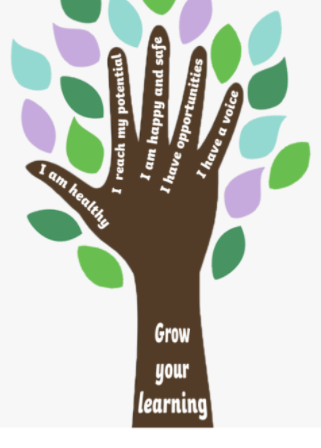 I am healthy
I reach my potential
I am happy and safe
I have opportunities
I have a voice
Grow
your
learning